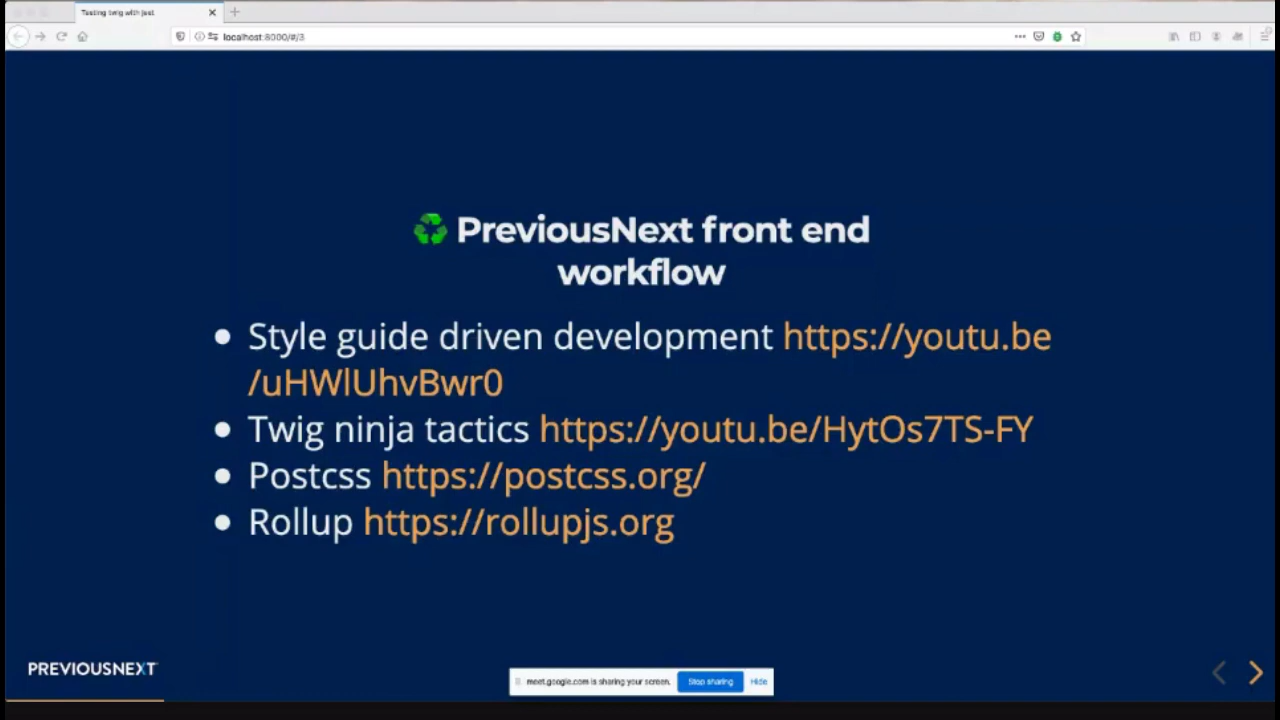 Testing twig with jest
localhost:8000/#/3
PreviousNext front end
workflow
Style guide driven development https://youtu.be
/uHWlUhvBwr0
Twig ninja tactics https://youtu.be/HytOs7TS-FY
Postcss https://postcss.org/
Rollup https://rollupjs.org
PREVIOUSNEXT
meet.google.com is sharing your screen. Stop sharing Hide